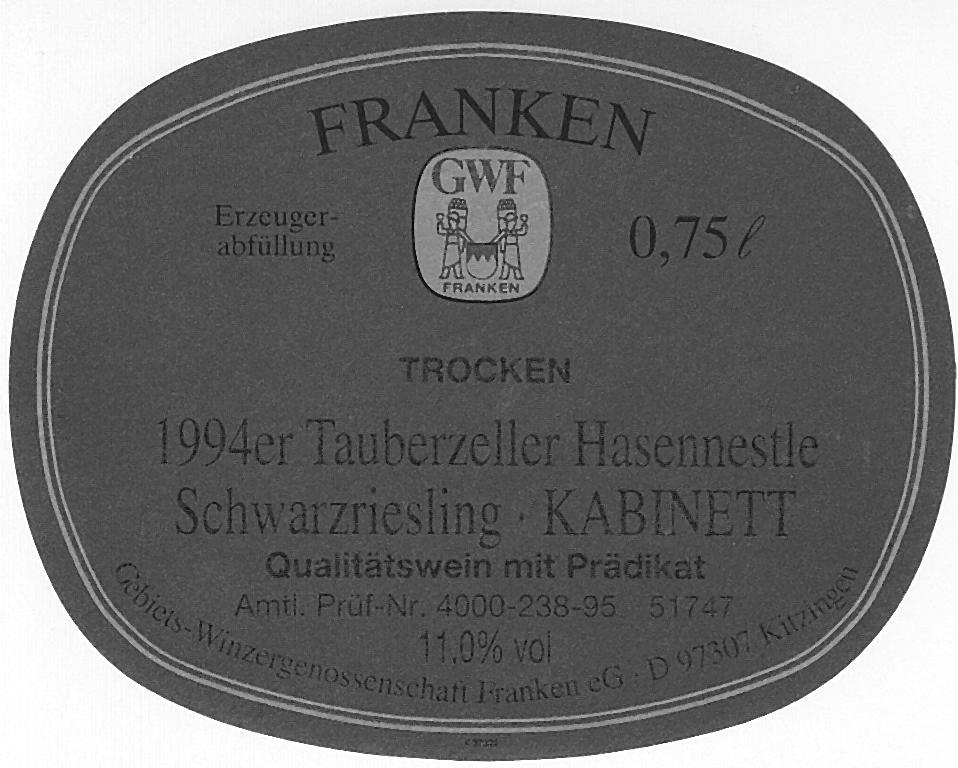 FRANKEN
GWF
FRANKEN
Erzeuger-
abfüllung
0,75 ℓ
TROCKEN
1994er Tauberzeller Hasennestle
Schwarzriesling · KABINETT
Qualitätswein mit Prädikat
Amtl. Prüf-Nr. 4000-238-95 51747
11,0% vol
Gebiets-Winzergenossenschaft Franken eG · D 97307 Kitzingen